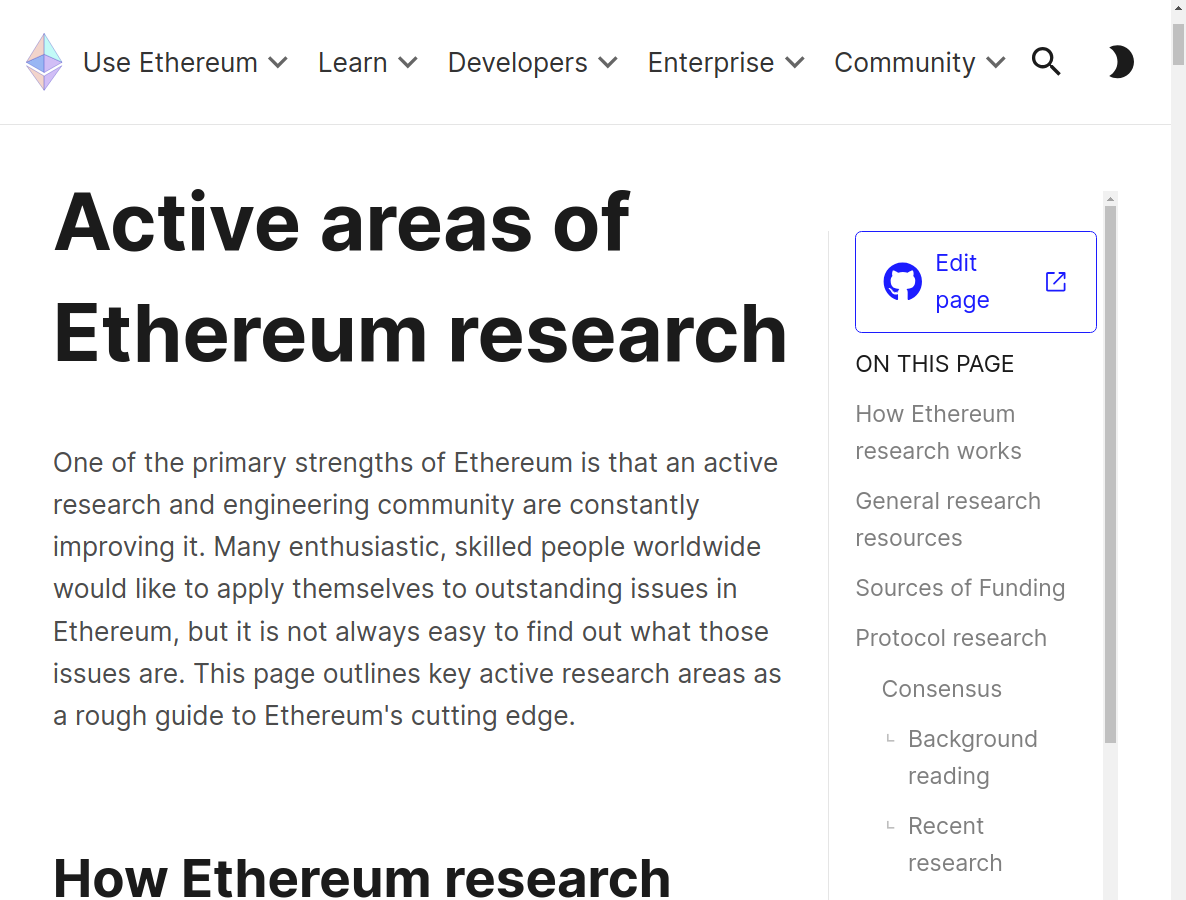 Use Ethereum Learn Developers Enterprise Community
Active areas of
Ethereum research
One of the primary strengths of Ethereum is that an active
research and engineering community are constantly
improving it. Many enthusiastic, skilled people worldwide
would like to apply themselves to outstanding issues in
Ethereum, but it is not always easy to find out what those
issues are. This page outlines key active research areas as
a rough guide to Ethereum's cutting edge.
How Ethereum research
Edit
page
ON THIS PAGE
How Ethereum
research works
General research
resources
Sources of Funding
Protocol research
Consensus
Background
reading
Recent
research